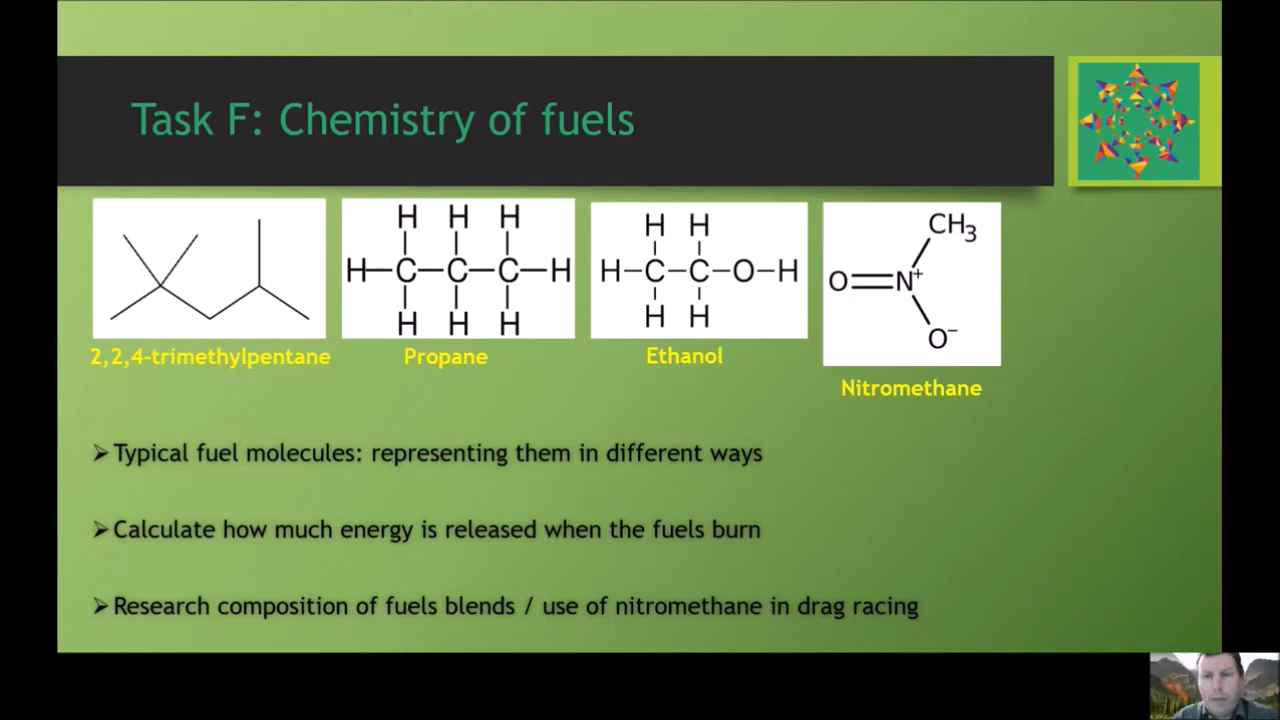 Task F: Chemistry of fuels
H H H
H–C–C–C–H
H H H
H H
H–C–C–O–H
H H
CH3
O=N+
O−
2,2,4-trimethylpentane
Propane
Ethanol
Nitromethane
Typical fuel molecules: representing them in different ways
Calculate how much energy is released when the fuels burn
Research composition of fuels blends / use of nitromethane in drag racing